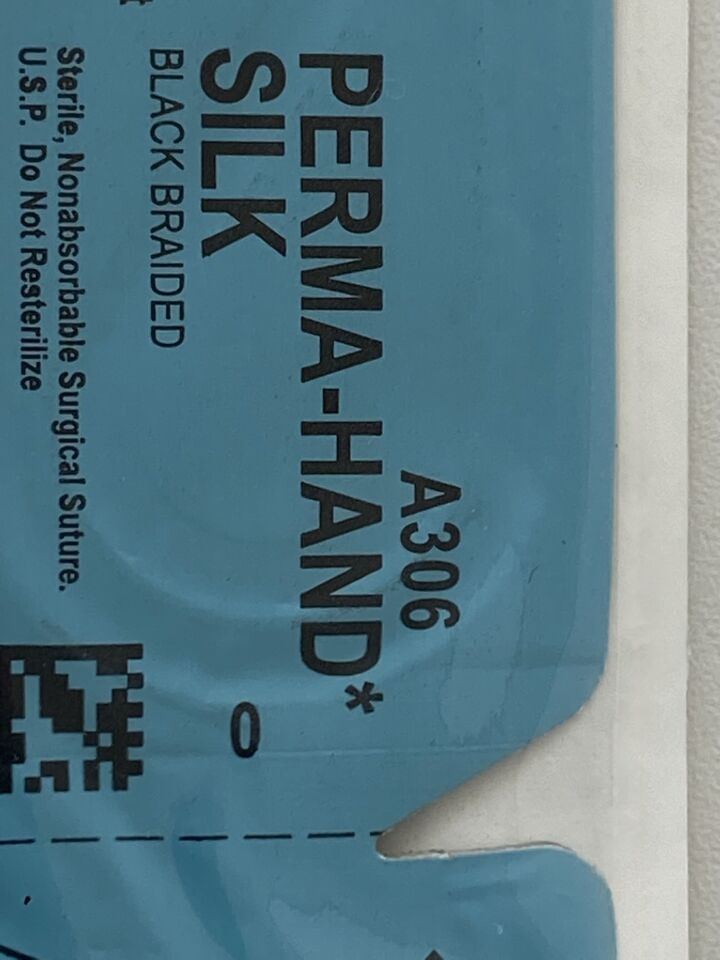 A306
PERMA-HAND*
SILK
0
BLACK BRAIDED
Sterile, Nonabsorbable Surgical Suture.
U.S.P. Do Not Resterilize